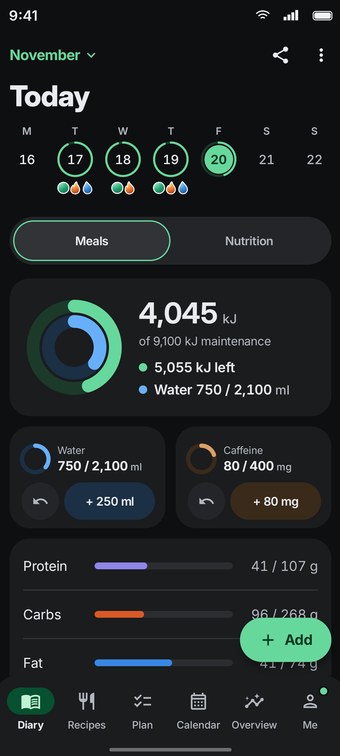 9:41
November
Today
M T W T F S S
16 17 18 19 20 21 22
Meals Nutrition
4,045 kJ
of 9,100 kJ maintenance
5,055 kJ left
Water 750 / 2,100 ml
Water Caffeine
750 / 2,100 ml 80 / 400 mg
+ 250 ml + 80 mg
Protein 41 / 107 g
Carbs 96 / 268 g
+ Add
Fat 41 / 74 g
Diary Recipes Plan Calendar Overview Me